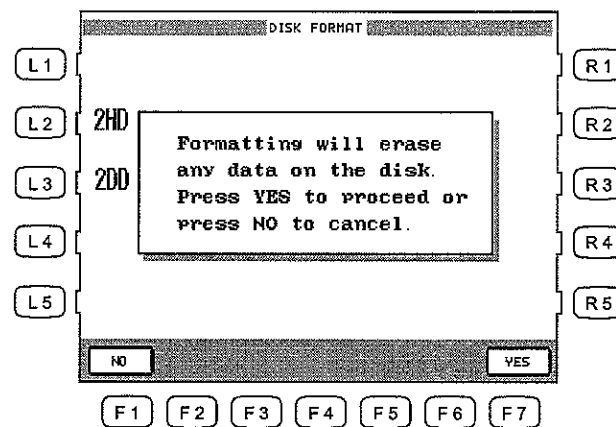 DISK FORMAT
L1
R1
L2
2HD
R2
Formatting will erase
any data on the disk.
L3
2DD
Press YES to proceed or
R3
press NO to cancel.
L4
R4
L5
R5
NO
YES
F1 F2 F3 F4 F5 F6 F7